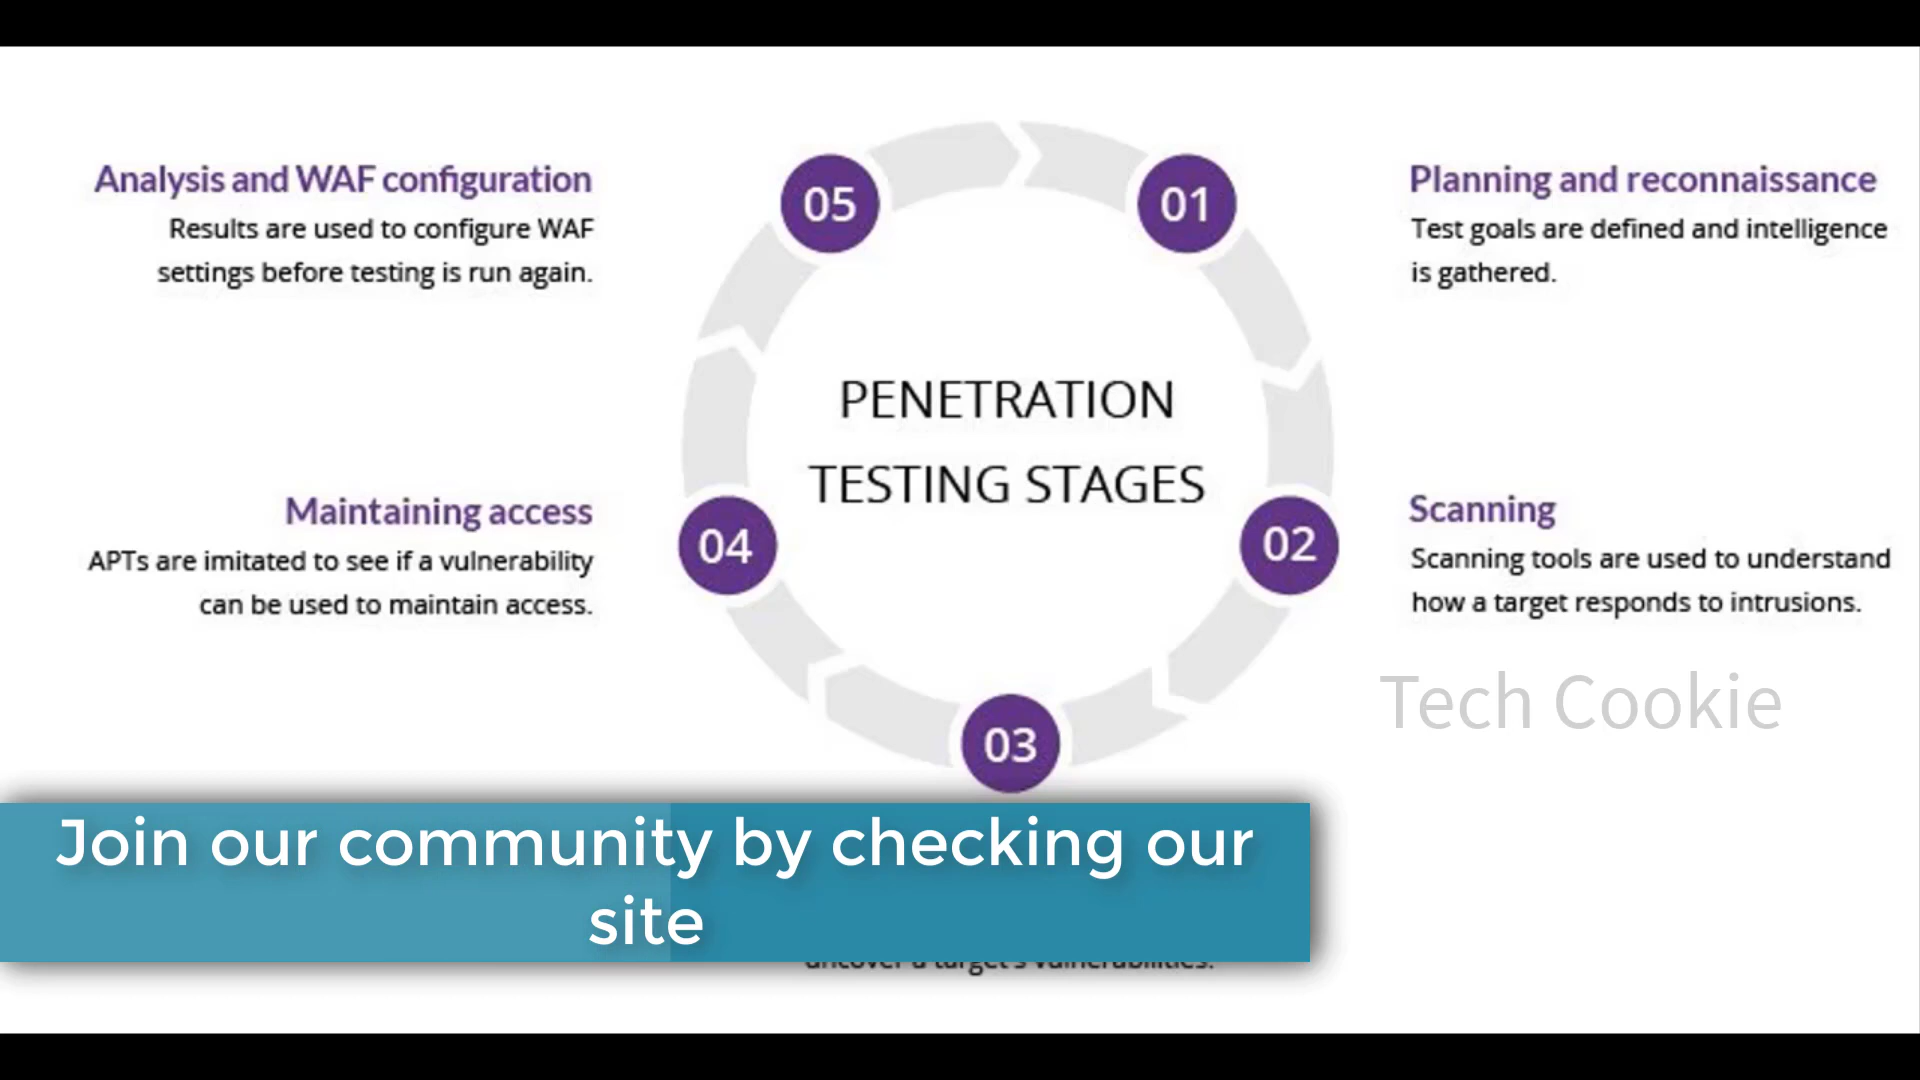 Analysis and WAF configuration
Results are used to configure WAF
settings before testing is run again.
05
01
Planning and reconnaissance
Test goals are defined and intelligence
is gathered.
PENETRATION
TESTING STAGES
Maintaining access
APTs are imitated to see if a vulnerability
can be used to maintain access.
04
02
Scanning
Scanning tools are used to understand
how a target responds to intrusions.
Tech Cookie
03
Join our community by checking our
site
uncover a target's vulnerabilities.